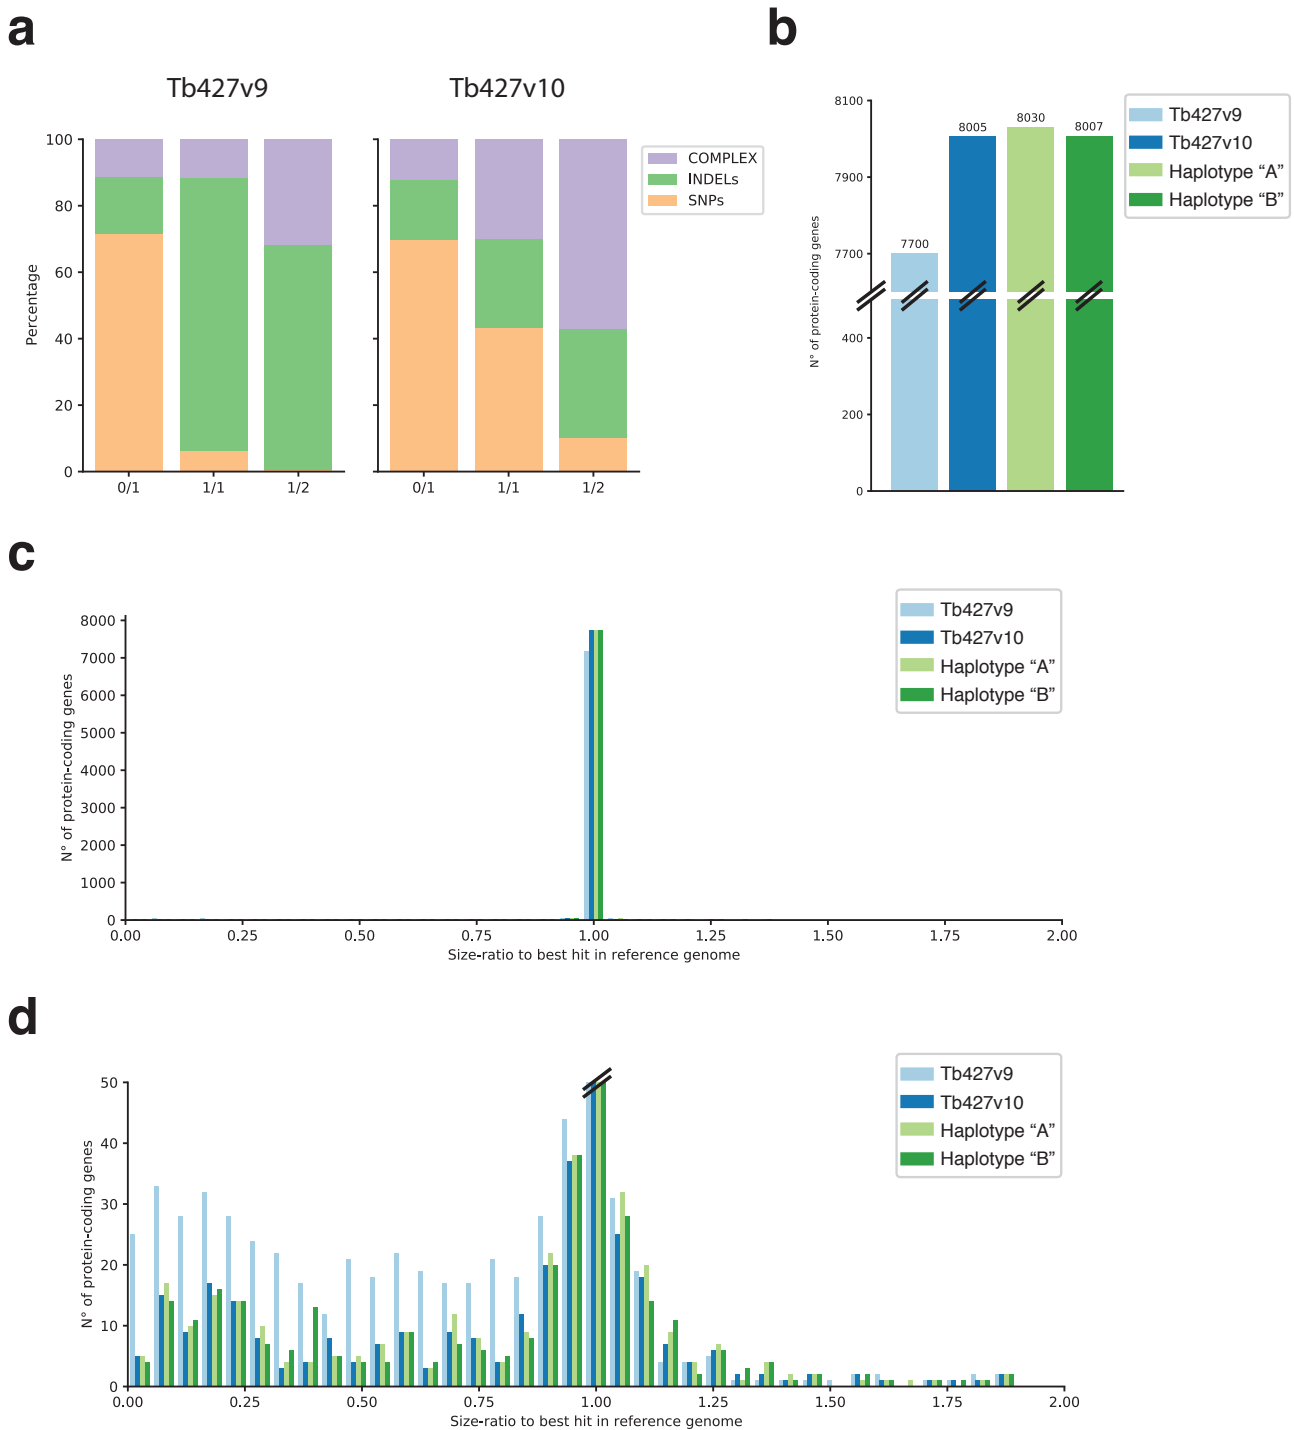 a
Tb427v9
Tb427v10
Percentage
100
80
60
40
20
0
0/1
1/1
1/2
0/1
1/1
1/2
COMPLEX
INDELs
SNPs
b
N° of protein-coding genes
8100
7900
7700
400
200
0
7700
8005
8030
8007
Tb427v9
Tb427v10
Haplotype “A”
Haplotype “B”
c
N° of protein-coding genes
8000
7000
6000
5000
4000
3000
2000
1000
0
0.00 0.25 0.50 0.75 1.00 1.25 1.50 1.75 2.00
Size-ratio to best hit in reference genome
Tb427v9
Tb427v10
Haplotype “A”
Haplotype “B”
d
N° of protein-coding genes
50
40
30
20
10
0
0.00 0.25 0.50 0.75 1.00 1.25 1.50 1.75 2.00
Size-ratio to best hit in reference genome
Tb427v9
Tb427v10
Haplotype “A”
Haplotype “B”